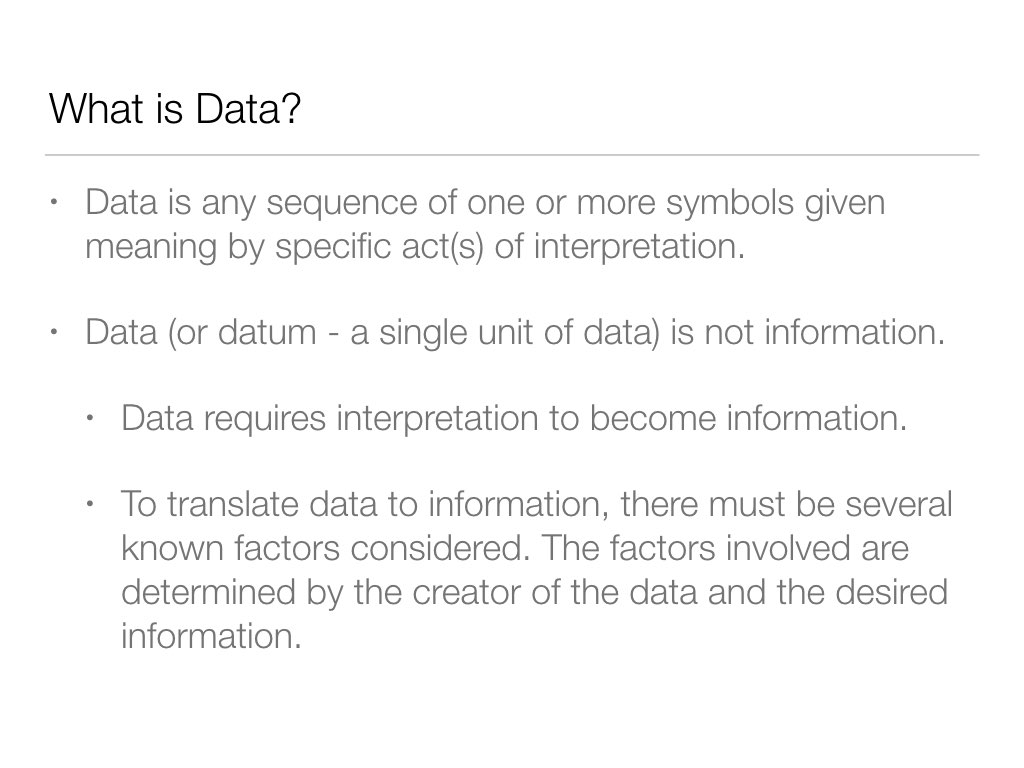 What is Data?
• Data is any sequence of one or more symbols given
meaning by specific act(s) of interpretation.
• Data (or datum - a single unit of data) is not information.
• Data requires interpretation to become information.
• To translate data to information, there must be several
known factors considered. The factors involved are
determined by the creator of the data and the desired
information.